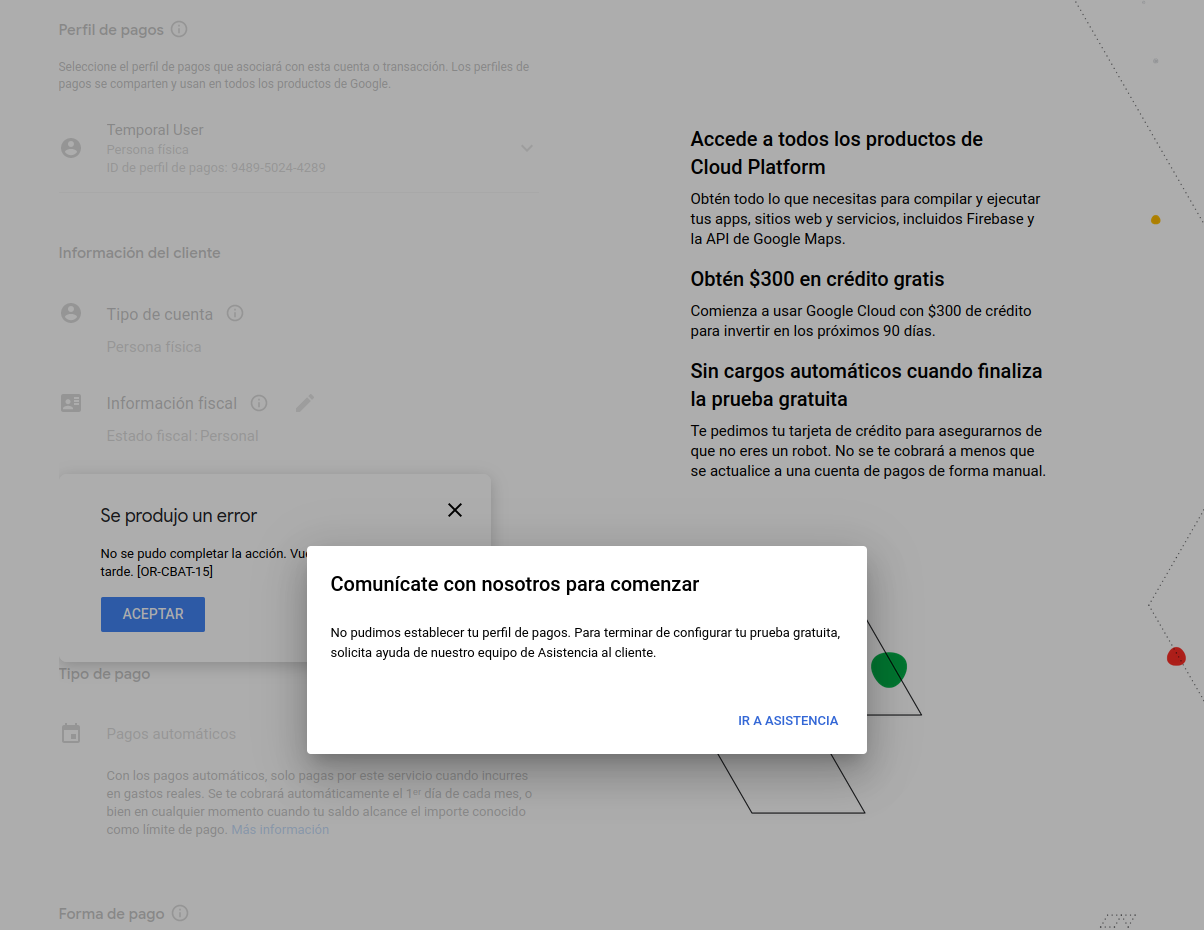 Perfil de pagos
Seleccione el perfil de pagos que asociará con esta cuenta o transacción. Los perfiles de
pagos se comparten y usan en todos los productos de Google.
Temporal User
Persona física
ID de perfil de pagos: 9489-5024-4289
Información del cliente
Tipo de cuenta
Persona física
Información fiscal
Estado fiscal: Personal
Se produjo un error
No se pudo completar la acción.
tarde. [OR-CBAT-15]
ACEPTAR
Tipo de pago
Pagos automáticos
Con los pagos automáticos, solo pagas por este servicio cuando incurres
en gastos reales. Se te cobrará automáticamente el 1er día de cada mes, o
bien en cualquier momento cuando tu saldo alcance el importe conocido
como límite de pago. Más información
Forma de pago
Accede a todos los productos de
Cloud Platform
Obtén todo lo que necesitas para compilar y ejecutar
tus apps, sitios web y servicios, incluidos Firebase y
la API de Google Maps.
Obtén $300 en crédito gratis
Comienza a usar Google Cloud con $300 de crédito
para invertir en los próximos 90 días.
Sin cargos automáticos cuando finaliza
la prueba gratuita
Te pedimos tu tarjeta de crédito para asegurarnos de
que no eres un robot. No se te cobrará a menos que
se actualice a una cuenta de pagos de forma manual.
Comunícate con nosotros para comenzar
No pudimos establecer tu perfil de pagos. Para terminar de configurar tu prueba gratuita,
solicita ayuda de nuestro equipo de Asistencia al cliente.
IR A ASISTENCIA